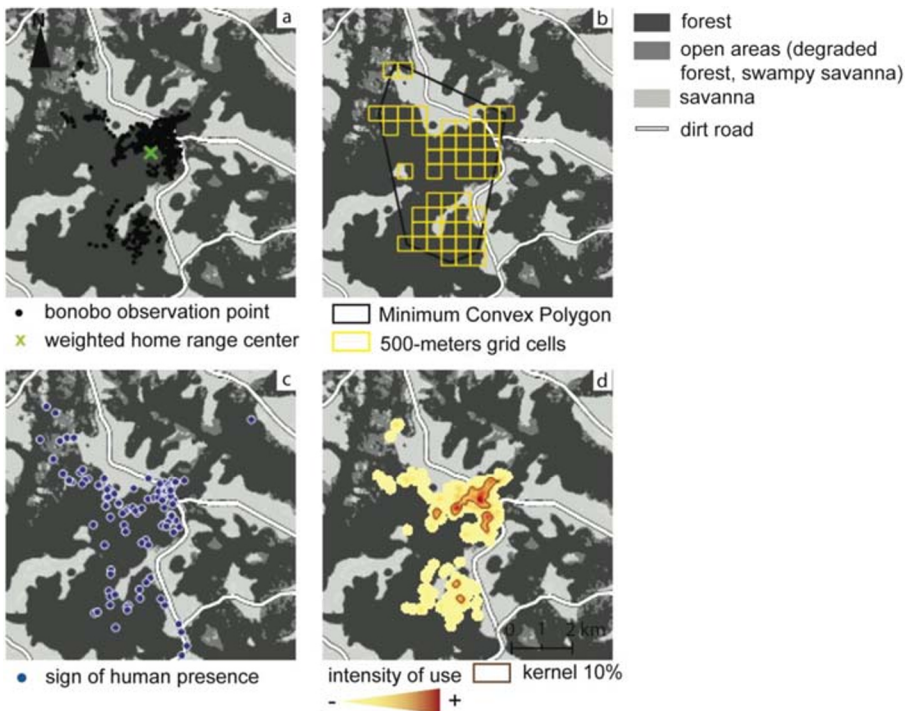 N
a
b
forest
open areas (degraded
forest, swampy savanna)
savanna
dirt road
bonobo observation point
x weighted home range center
Minimum Convex Polygon
500-meters grid cells
c
d
0 1 2 km
sign of human presence
intensity of use
kernel 10%
- +